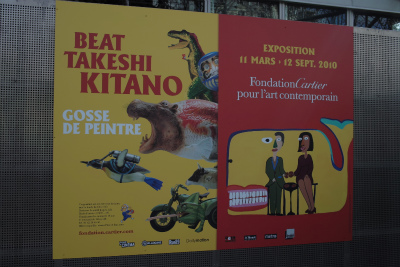 BEAT
TAKESHI
KITANO
GOSSE
DE PEINTRE
fondation.cartier.com
EXPOSITION
11 MARS · 12 SEPT. 2010
Fondation Cartier
pour l'art contemporain